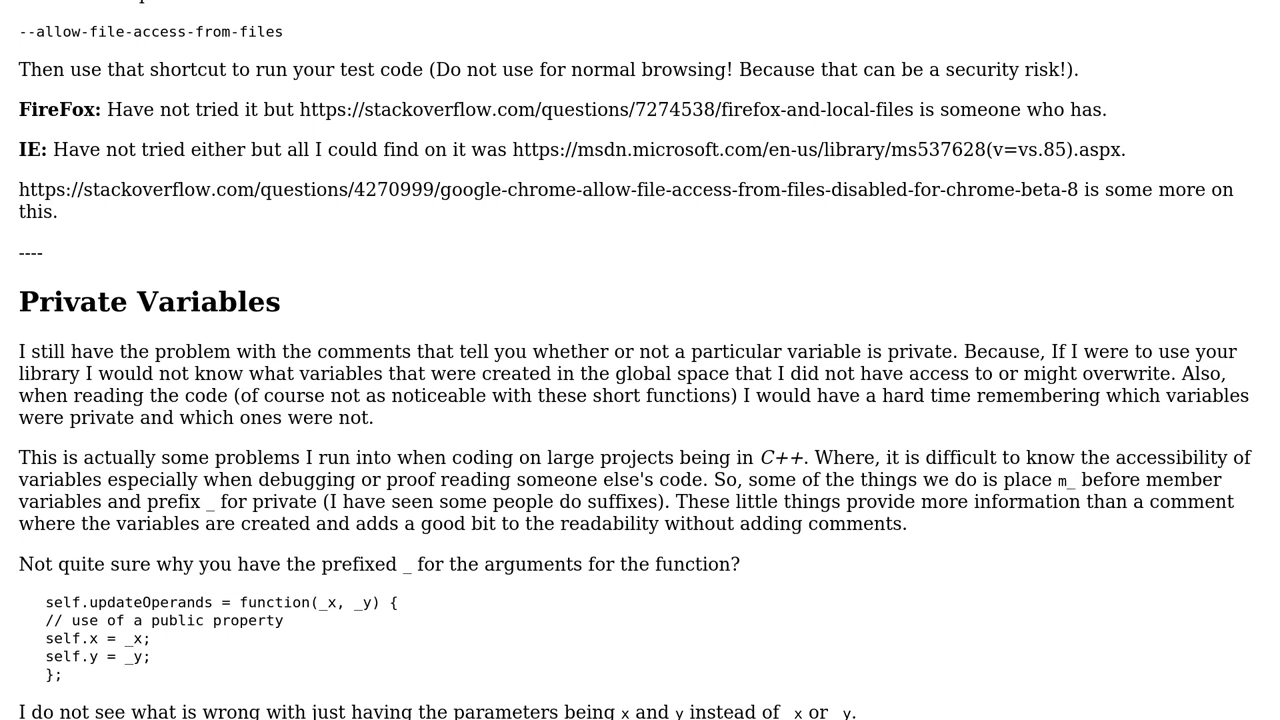 --allow-file-access-from-files
Then use that shortcut to run your test code (Do not use for normal browsing! Because that can be a security risk!).
FireFox: Have not tried it but https://stackoverflow.com/questions/7274538/firefox-and-local-files is someone who has.
IE: Have not tried either but all I could find on it was https://msdn.microsoft.com/en-us/library/ms537628(v=vs.85).aspx.
https://stackoverflow.com/questions/4270999/google-chrome-allow-file-access-from-files-disabled-for-chrome-beta-8 is some more on
this.
----
Private Variables
I still have the problem with the comments that tell you whether or not a particular variable is private. Because, If I were to use your
library I would not know what variables that were created in the global space that I did not have access to or might overwrite. Also,
when reading the code (of course not as noticeable with these short functions) I would have a hard time remembering which variables
were private and which ones were not.
This is actually some problems I run into when coding on large projects being in C++. Where, it is difficult to know the accessibility of
variables especially when debugging or proof reading someone else's code. So, some of the things we do is place m_ before member
variables and prefix _ for private (I have seen some people do suffixes). These little things provide more information than a comment
where the variables are created and adds a good bit to the readability without adding comments.
Not quite sure why you have the prefixed _ for the arguments for the function?
self.updateOperands = function(_x, _y) {
// use of a public property
self.x = _x;
self.y = _y;
};
I do not see what is wrong with just having the parameters being x and y instead of _x or _y.